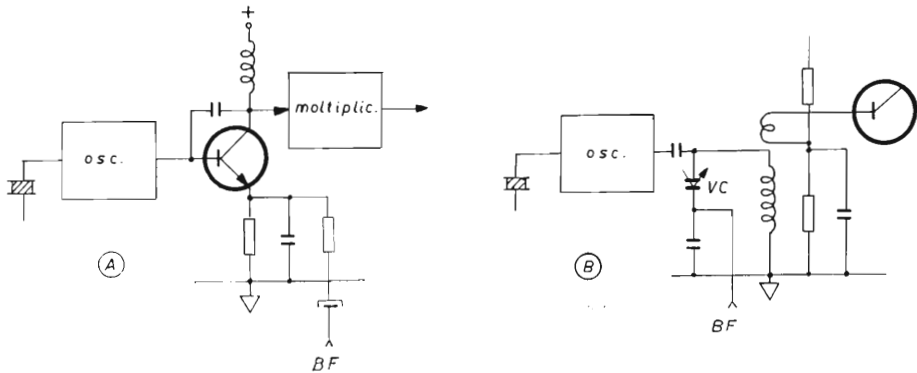 +
osc.
moltiplic.
A
BF
osc.
VC
B
BF